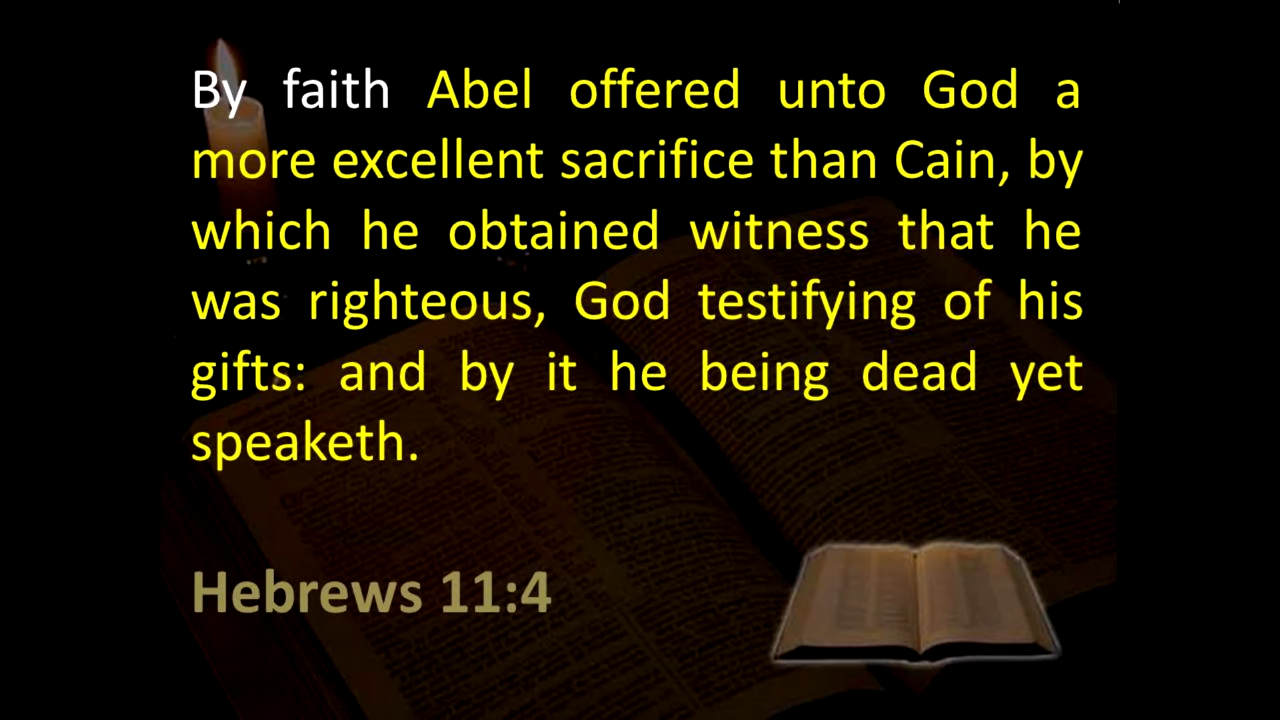 By faith Abel offered unto God a
more excellent sacrifice than Cain, by
which he obtained witness that he
was righteous, God testifying of his
gifts: and by it he being dead yet
speaketh.
Hebrews 11:4